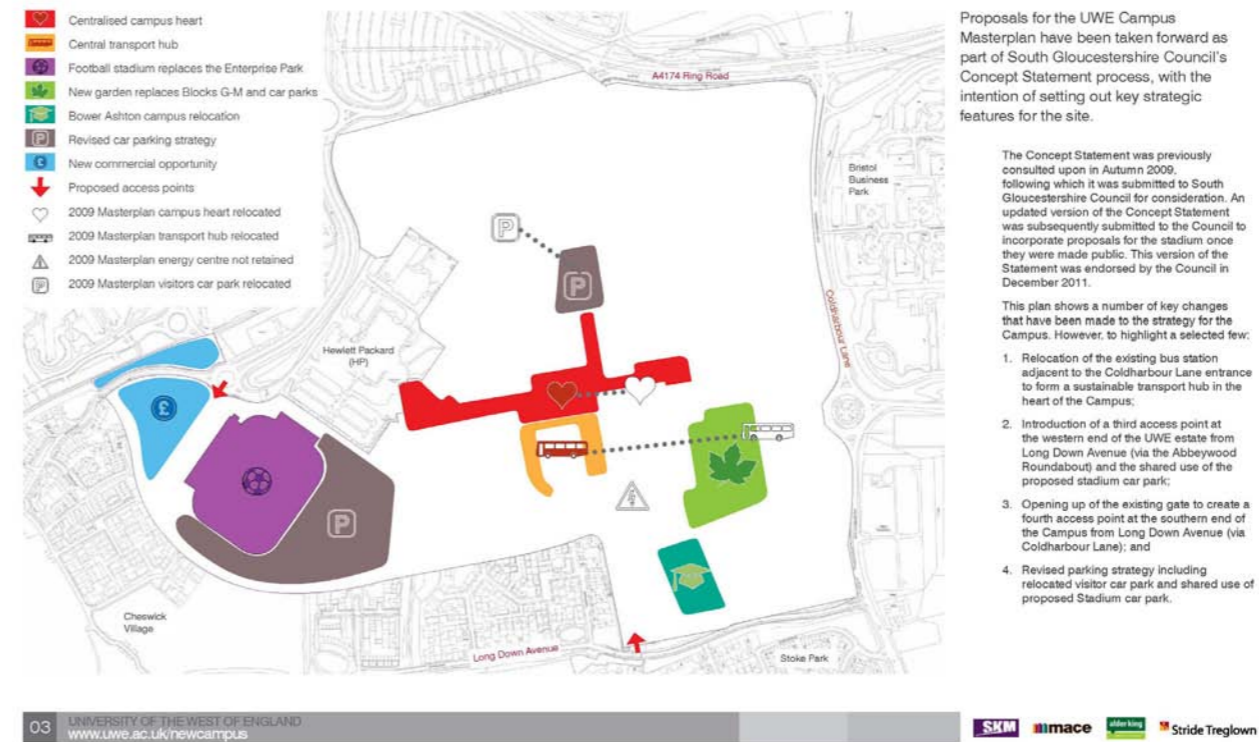 Centralised campus heart
Central transport hub
Football stadium replaces the Enterprise Park
New garden replaces Blocks G-M and car parks
Bower Ashton campus relocation
P
Revised car parking strategy
£
New commercial opportunity
Proposed access points
2009 Masterplan campus heart relocated
2009 Masterplan transport hub relocated
2009 Masterplan energy centre not retained
P
2009 Masterplan visitors car park relocated
A4174 Ring Road
Bristol
Business
Park
P
P
Coldharbour Lane
Hewlett Packard
(HP)
£
P
Cheswick
Village
Long Down Avenue
Stoke Park
Proposals for the UWE Campus
Masterplan have been taken forward as
part of South Gloucestershire Council's
Concept Statement process, with the
intention of setting out key strategic
features for the site.
The Concept Statement was previously
consulted upon in Autumn 2009,
following which it was submitted to South
Gloucestershire Council for consideration. An
updated version of the Concept Statement
was subsequently submitted to the Council to
incorporate proposals for the stadium once
they were made public. This version of the
Statement was endorsed by the Council in
December 2011.
This plan shows a number of key changes
that have been made to the strategy for the
Campus. However, to highlight a selected few:
1. Relocation of the existing bus station
adjacent to the Coldharbour Lane entrance
to form a sustainable transport hub in the
heart of the Campus;
2. Introduction of a third access point at
the western end of the UWE estate from
Long Down Avenue (via the Abbeywood
Roundabout) and the shared use of the
proposed stadium car park;
3. Opening up of the existing gate to create a
fourth access point at the southern end of
the Campus from Long Down Avenue (via
Coldharbour Lane); and
4. Revised parking strategy including
relocated visitor car park and shared use of
proposed Stadium car park.
03
UNIVERSITY OF THE WEST OF ENGLAND
www.uwe.ac.uk/newcampus
SKM
mace
alder king
Stride Treglown